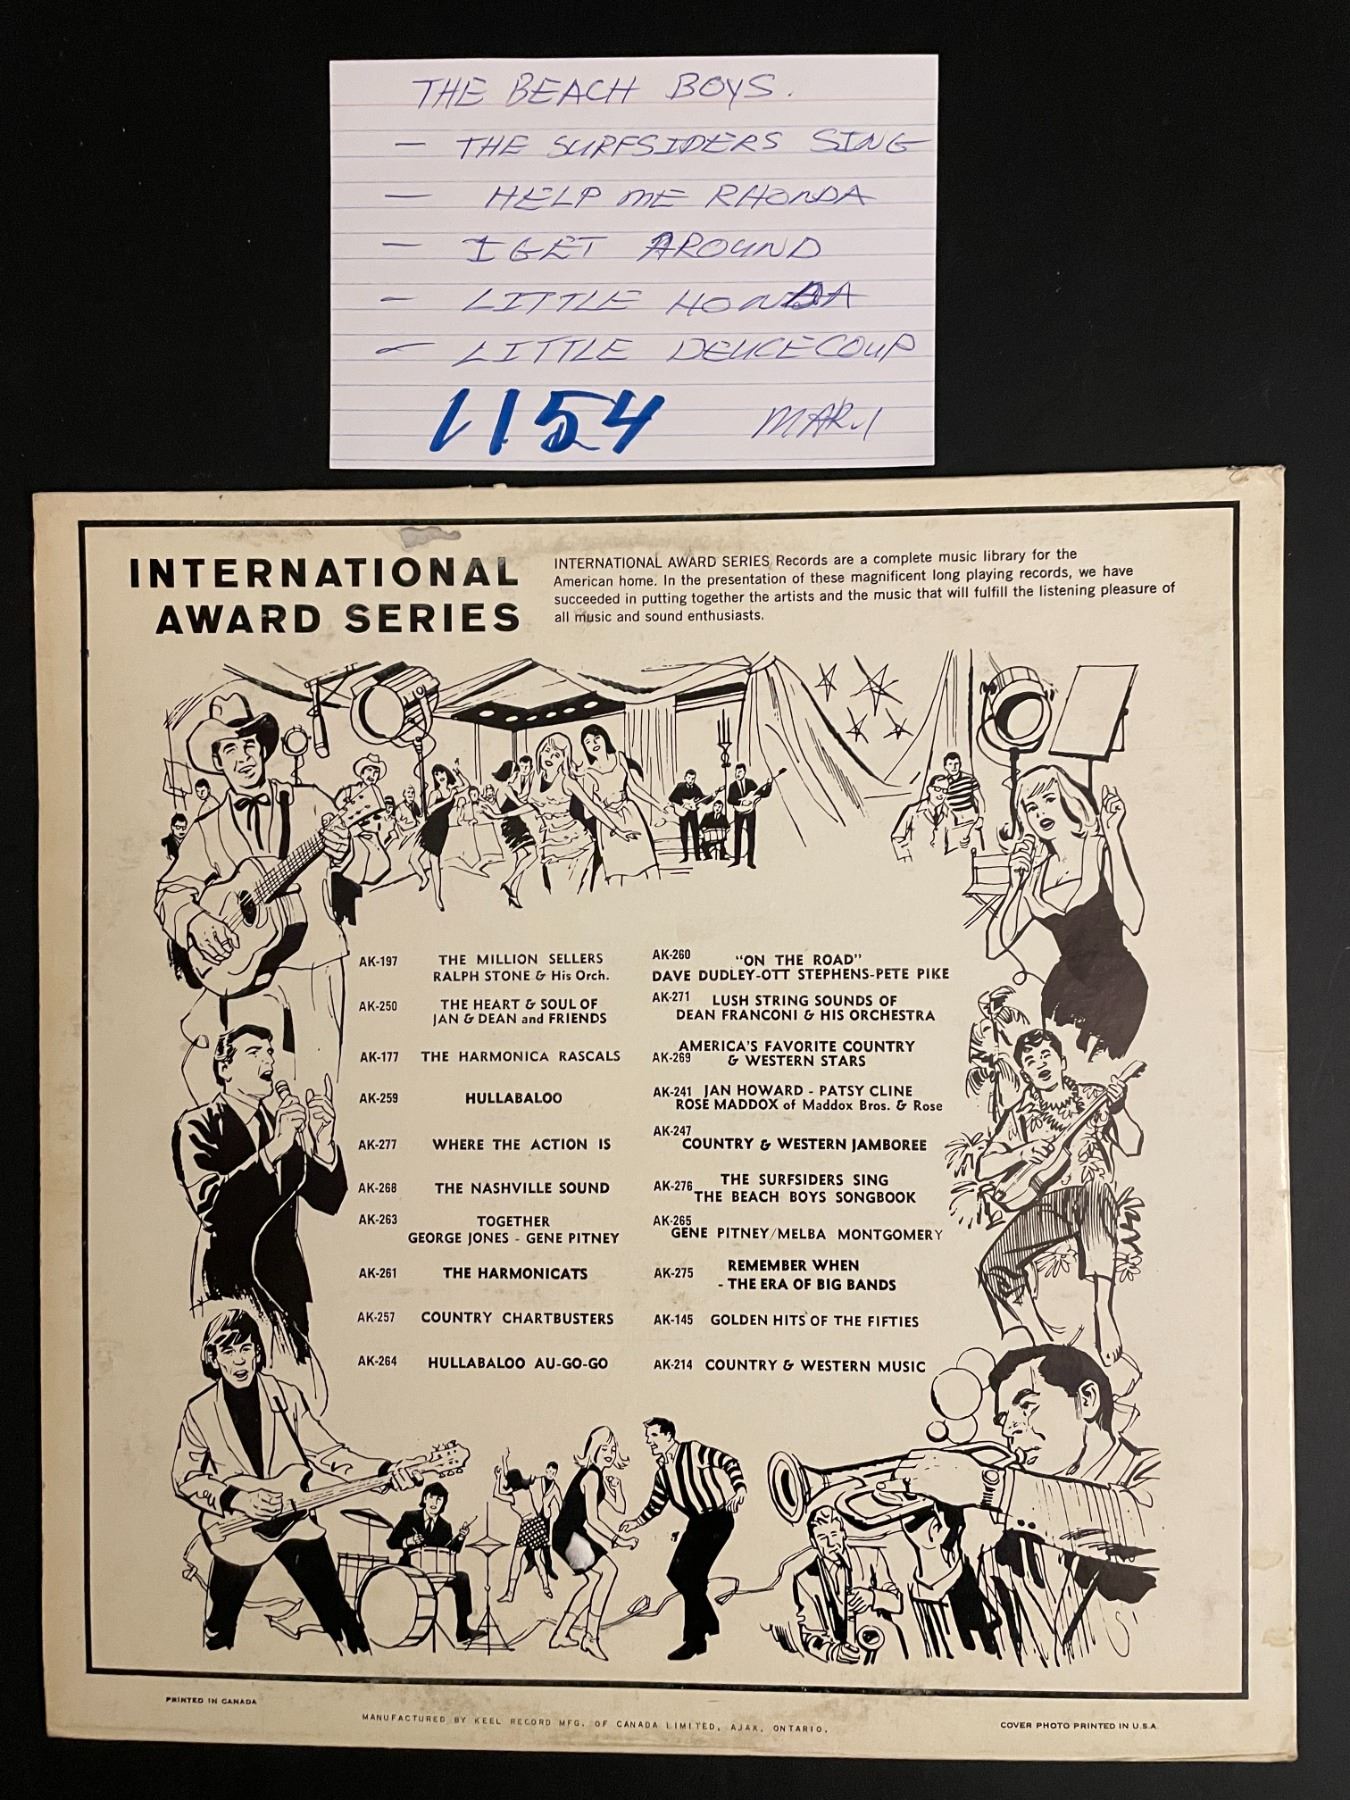 THE BEACH BOYS.
— THE SURFSIDERS SING
— HELP ME RHONDA
— I GET AROUND
— LITTLE HONDA
— LITTLE DEUCECOUP
1154
INTERNATIONAL
AWARD SERIES
INTERNATIONAL AWARD SERIES Records are a complete music library for the
American home. In the presentation of these magnificent long playing records, we have
succeeded in putting together the artists and the music that will fulfill the listening pleasure of
all music and sound enthusiasts.
AK-197 THE MILLION SELLERS
RALPH STONE & His Orch.
AK-250 THE HEART & SOUL OF
JAN & DEAN and FRIENDS
AK-177 THE HARMONICA RASCALS
AK-259 HULLABALOO
AK-277 WHERE THE ACTION IS
AK-268 THE NASHVILLE SOUND
AK-263 TOGETHER
GEORGE JONES - GENE PITNEY
AK-261 THE HARMONICATS
AK-257 COUNTRY CHARTBUSTERS
AK-264 HULLABALOO AU-GO-GO
AK-260 "ON THE ROAD"
DAVE DUDLEY-OTT STEPHENS-PETE PIKE
AK-271 LUSH STRING SOUNDS OF
DEAN FRANCONI & HIS ORCHESTRA
AMERICA'S FAVORITE COUNTRY
AK-269 & WESTERN STARS
AK-241 JAN HOWARD - PATSY CLINE
ROSE MADDOX of Maddox Bros. & Rose
AK-247
COUNTRY & WESTERN JAMBOREE
THE SURFSIDERS SING
AK-276 THE BEACH BOYS SONGBOOK
AK-265
GENE PITNEY/MELBA MONTGOMERY
AK-275 REMEMBER WHEN
- THE ERA OF BIG BANDS
AK-145 GOLDEN HITS OF THE FIFTIES
AK-214 COUNTRY & WESTERN MUSIC
PRINTED IN CANADA
MANUFACTURED BY KEEL RECORD MFG. OF CANADA LIMITED, AJAX, ONTARIO.
COVER PHOTO PRINTED IN U.S.A.